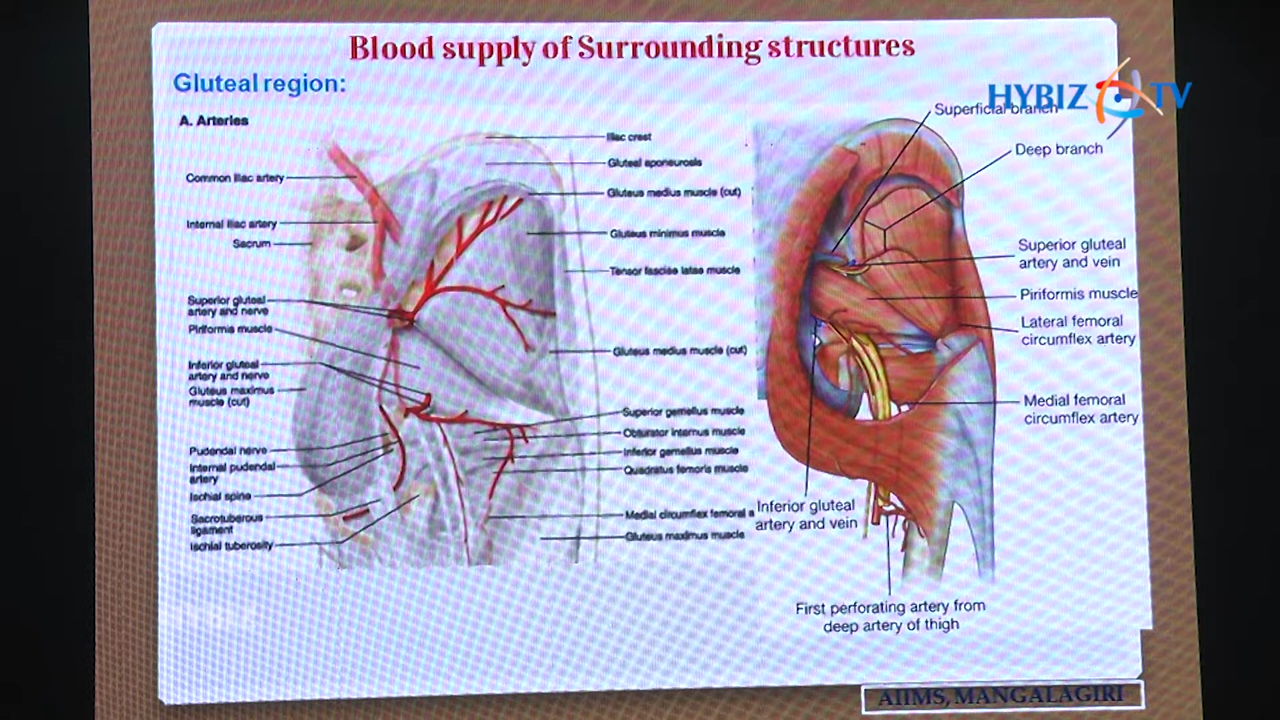 Blood supply of Surrounding structures
Gluteal region:
HYBIZ TV
A. Arteries
Common iliac artery
Internal iliac artery
Sacrum
Superior gluteal
artery and nerve
Piriformis muscle
Inferior gluteal
artery and nerve
Gluteus maximus
muscle (cut)
Pudendal nerve
Internal pudendal
artery
Ischial spine
Sacrotuberous
ligament
Ischial tuberosity
Iliac crest
Gluteal aponeurosis
Gluteus medius muscle (cut)
Gluteus minimus muscle
Tensor fasciae latae muscle
Gluteus medius muscle (cut)
Superior gemellus muscle
Obturator internus muscle
Inferior gemellus muscle
Quadratus femoris muscle
Medial circumflex femoral a
Gluteus maximus muscle
Superficial branch
Deep branch
Superior gluteal
artery and vein
Piriformis muscle
Lateral femoral
circumflex artery
Medial femoral
circumflex artery
Inferior gluteal
artery and vein
First perforating artery from
deep artery of thigh
AIIMS, MANGALAGIRI